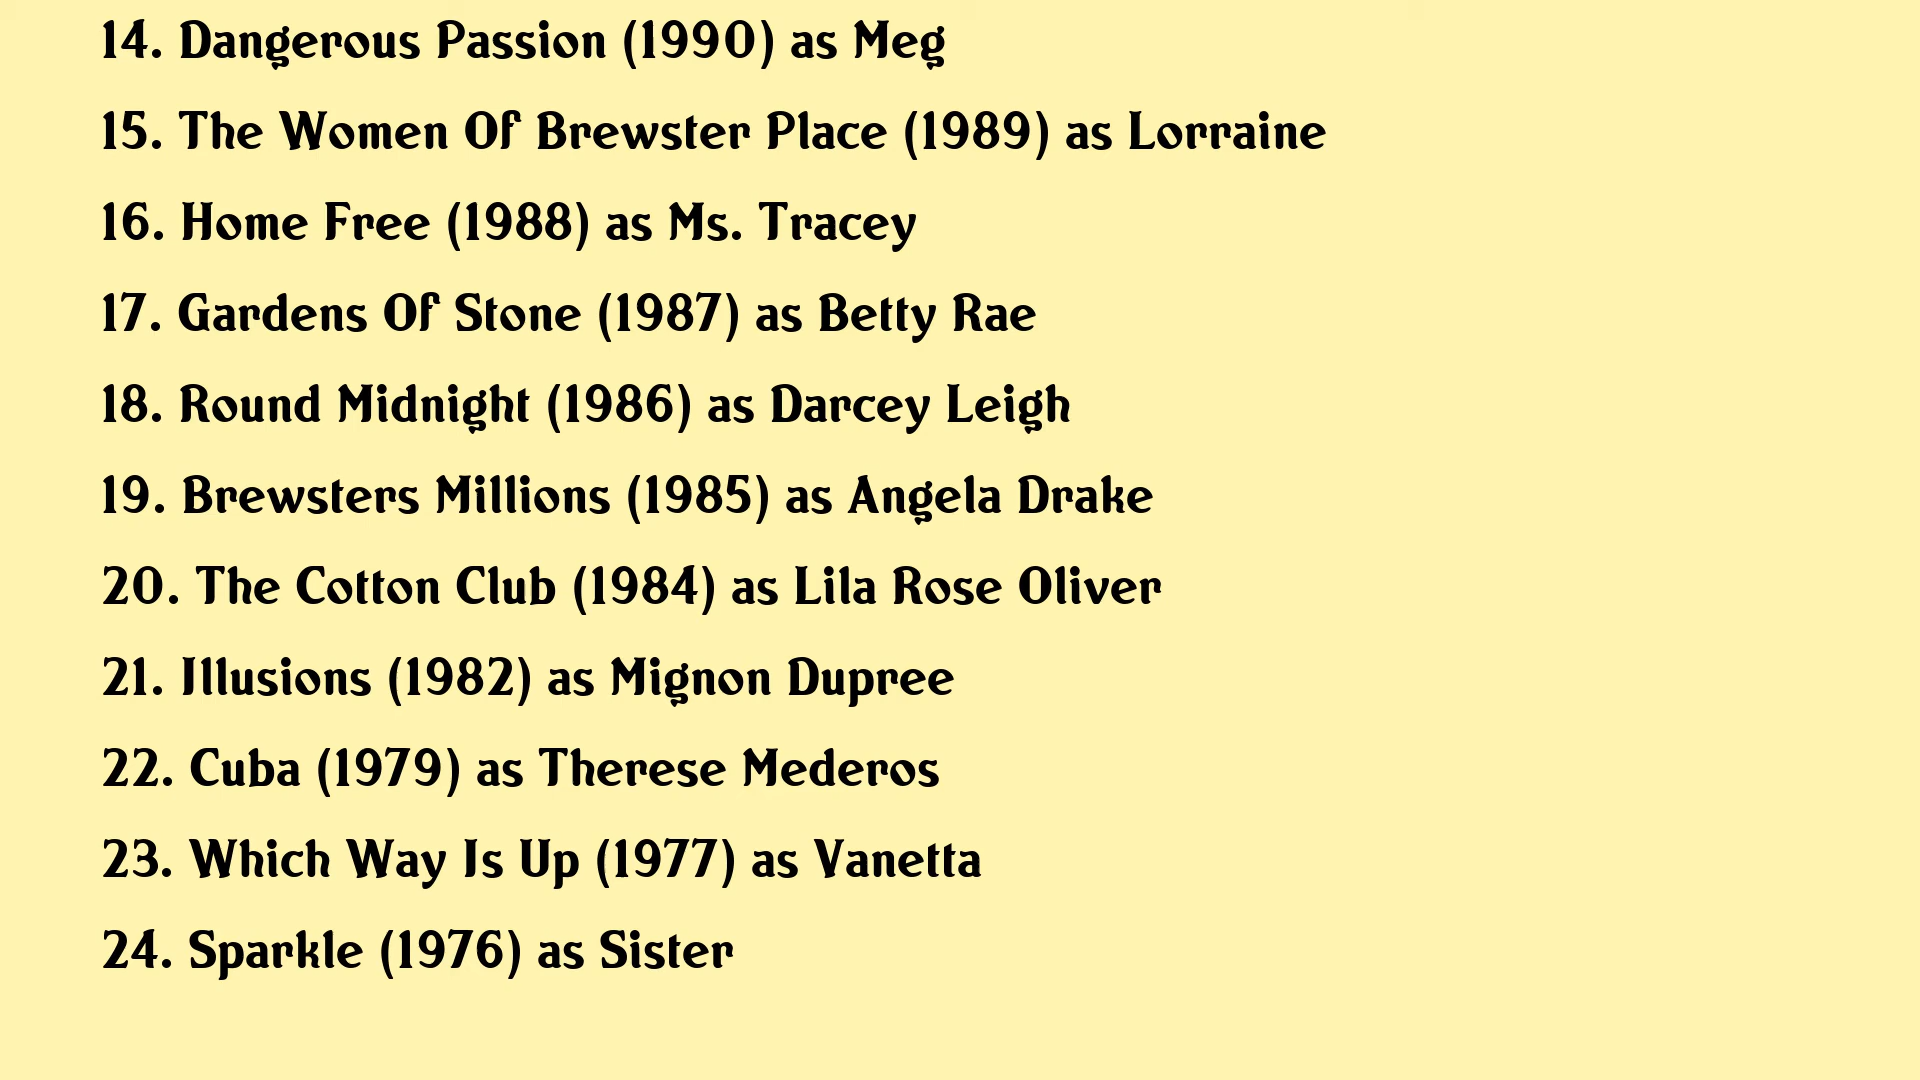 14. Dangerous Passion (1990) as Meg
15. The Women Of Brewster Place (1989) as Lorraine
16. Home Free (1988) as Ms. Tracey
17. Gardens Of Stone (1987) as Betty Rae
18. Round Midnight (1986) as Darcey Leigh
19. Brewsters Millions (1985) as Angela Drake
20. The Cotton Club (1984) as Lila Rose Oliver
21. Illusions (1982) as Mignon Dupree
22. Cuba (1979) as Therese Mederos
23. Which Way Is Up (1977) as Vanetta
24. Sparkle (1976) as Sister